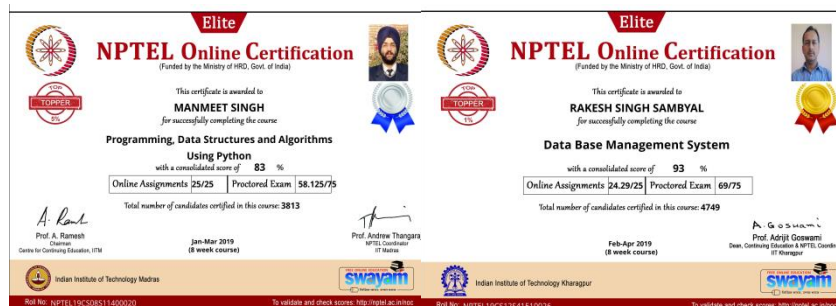 Elite
NPTEL Online Certification
(Funded by the Ministry of HRD, Govt. of India)
TOP
TOPPER
5%
This certificate is awarded to
MANMEET SINGH
for successfully completing the course
Programming, Data Structures and Algorithms
Using Python
with a consolidated score of 83 %
Online Assignments 25/25 Proctored Exam 58.125/75
Total number of candidates certified in this course: 3813
Prof. A. Ramesh
Chairman
Centre for Continuing Education, IITM
Jan-Mar 2019
(8 week course)
Prof. Andrew Thangara
NPTEL Coordinator
IIT Madras
Indian Institute of Technology Madras
swayam
Roll No: NPTEL19CS08S11400020
To validate and check scores: http://nptel.ac.in/noc
Elite
NPTEL Online Certification
(Funded by the Ministry of HRD, Govt. of India)
TOP
TOPPER
1%
This certificate is awarded to
RAKESH SINGH SAMBYAL
for successfully completing the course
Data Base Management System
with a consolidated score of 93 %
Online Assignments 24.29/25 Proctored Exam 69/75
Total number of candidates certified in this course: 4749
Feb-Apr 2019
(8 week course)
A. Goswami
Prof. Adrijit Goswami
Dean, Continuing Education & NPTEL Coordin
IIT Kharagpur
Indian Institute of Technology Kharagpur
swayam
Roll No:
To validate and check scores: http://nptel.ac.in/noc